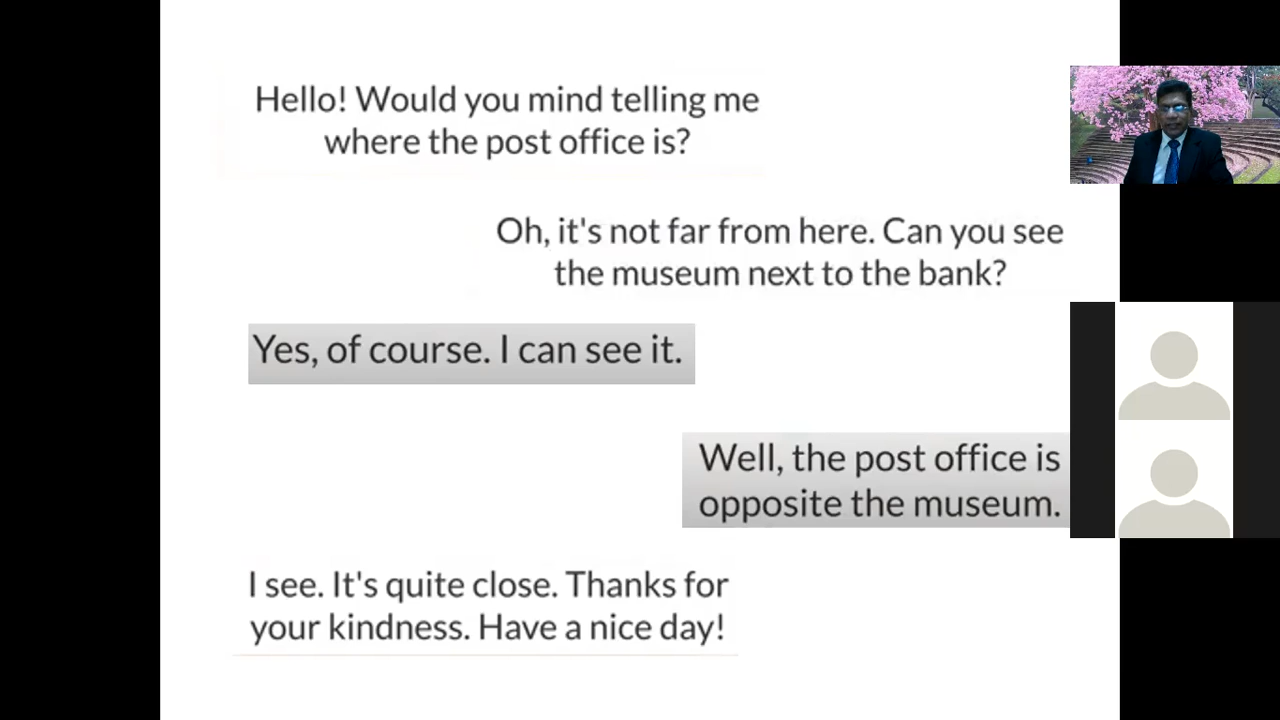 Hello! Would you mind telling me
where the post office is?
Oh, it's not far from here. Can you see
the museum next to the bank?
Yes, of course. I can see it.
Well, the post office is
opposite the museum.
I see. It's quite close. Thanks for
your kindness. Have a nice day!